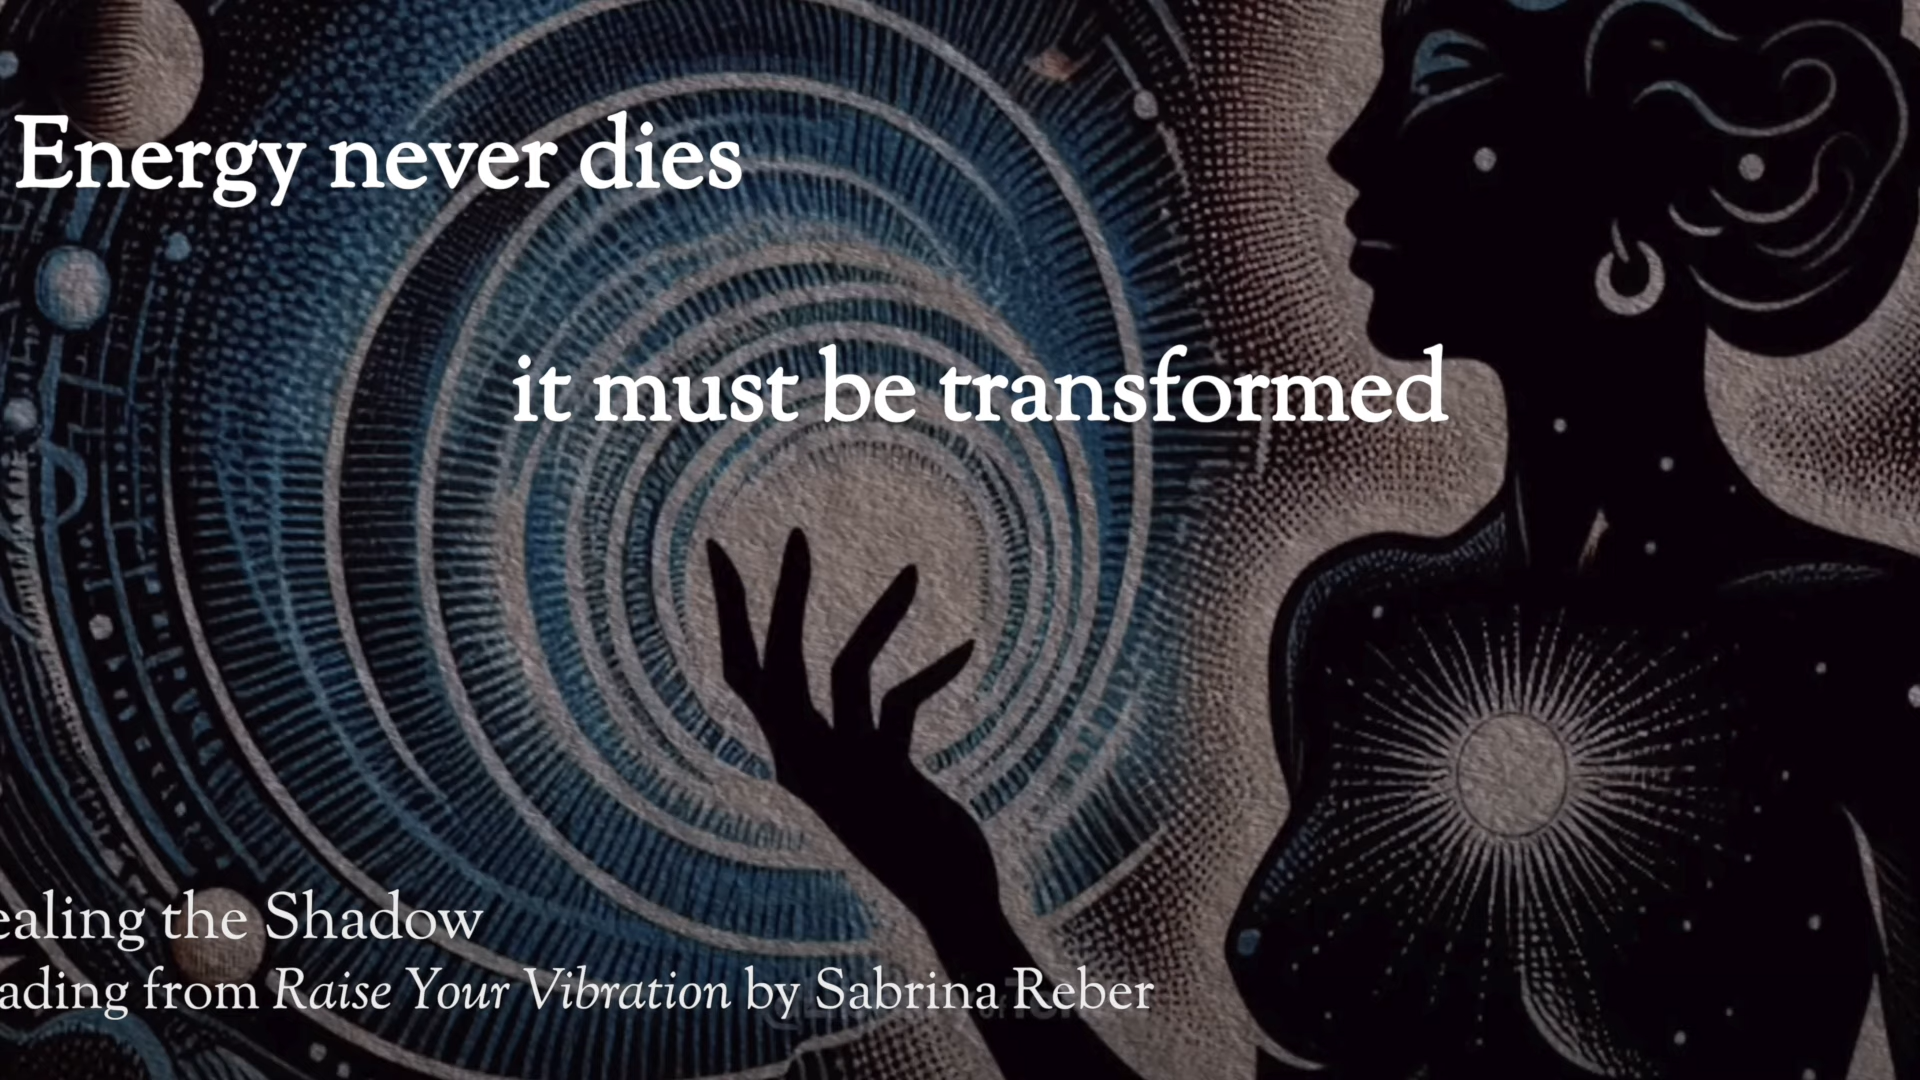 Energy never dies
it must be transformed
ealing the Shadow
ading from Raise Your Vibration by Sabrina Reber